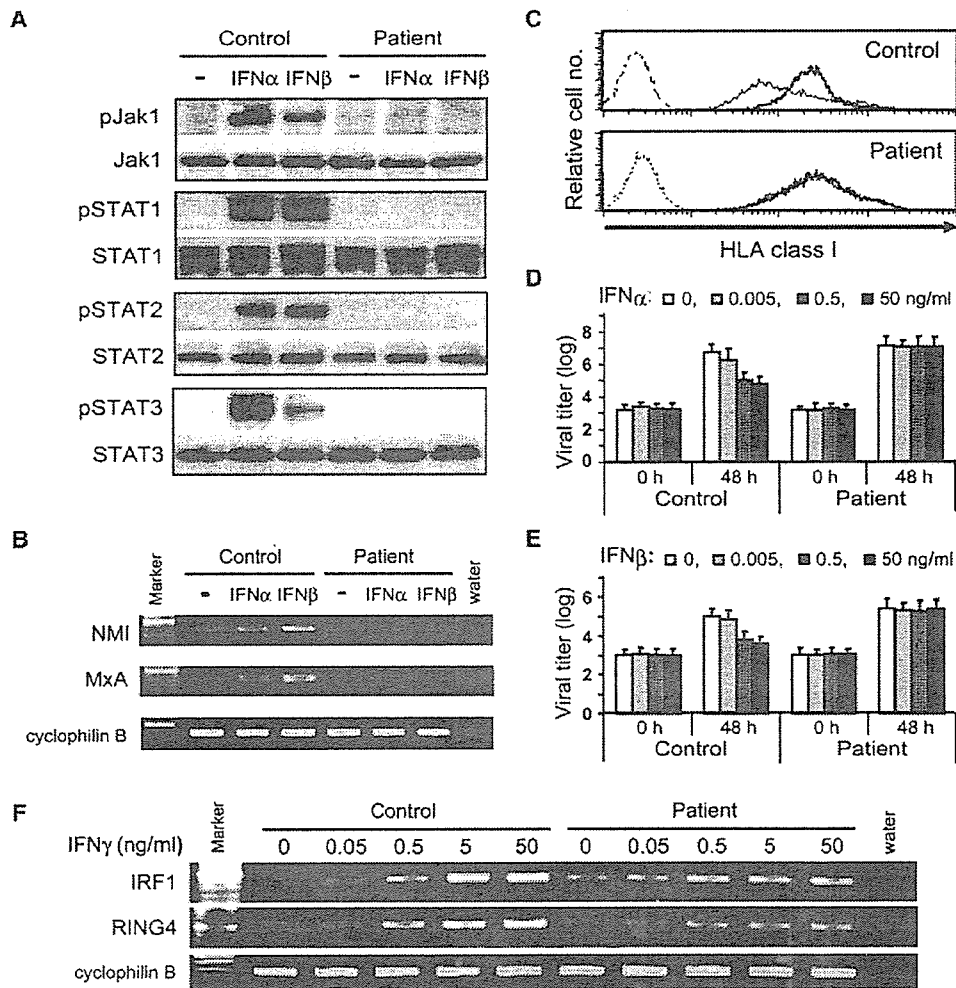 A
Control Patient
- IFNα IFNβ - IFNα IFNβ
pJak1
Jak1
pSTAT1
STAT1
pSTAT2
STAT2
pSTAT3
STAT3
B
Marker
Control Patient
water
- IFNα IFNβ - IFNα IFNβ
NMI
MxA
cyclophilin B
C
Relative cell no.
Control
Patient
HLA class I
D
IFNα: 0, 0.005, 0.5, 50 ng/ml
Viral titer (log)
8
6
4
2
0
0 h 48 h 0 h 48 h
Control Patient
E
IFNβ: 0, 0.005, 0.5, 50 ng/ml
Viral titer (log)
6
4
2
0
0 h 48 h 0 h 48 h
Control Patient
F
Marker
Control Patient
water
IFNγ (ng/ml) 0 0.05 0.5 5 50 0 0.05 0.5 5 50
IRF1
RING4
cyclophilin B